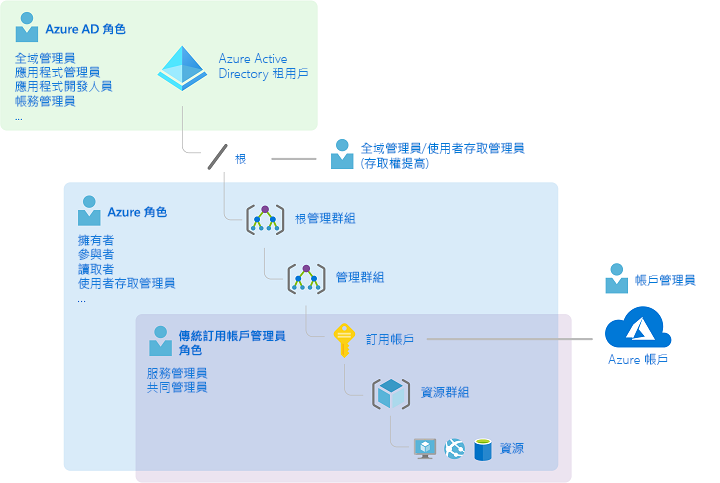 Azure AD 角色
全域管理員
應用程式管理員
應用程式開發人員
帳務管理員
...
Azure Active
Directory 租用戶
根
全域管理員/使用者存取管理員
(存取權提高)
Azure 角色
擁有者
參與者
讀取者
使用者存取管理員
...
根管理群組
管理群組
帳戶管理員
傳統訂用帳戶管理員
角色
服務管理員
共同管理員
訂用帳戶
Azure 帳戶
資源群組
資源